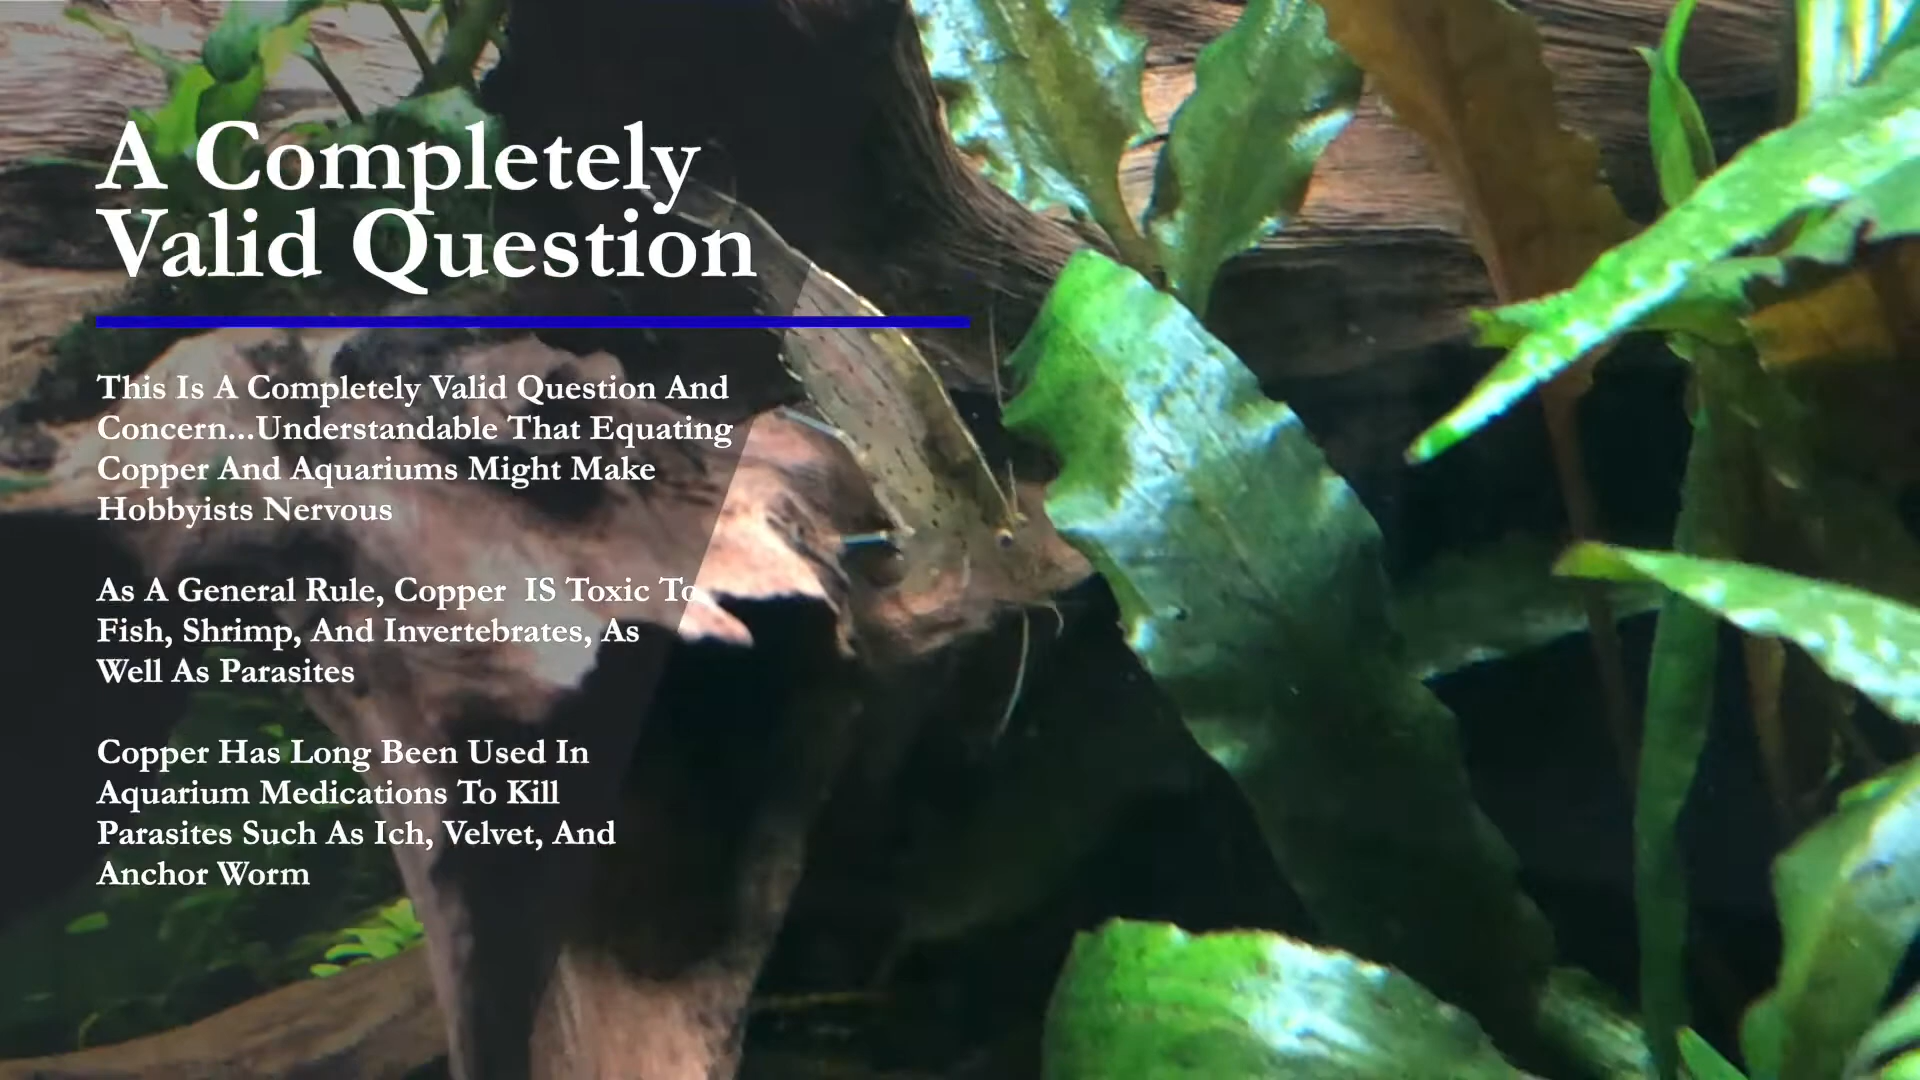 A Completely
Valid Question
This Is A Completely Valid Question And
Concern...Understandable That Equating
Copper And Aquariums Might Make
Hobbyists Nervous
As A General Rule, Copper  IS Toxic To
Fish, Shrimp, And Invertebrates, As
Well As Parasites
Copper Has Long Been Used In
Aquarium Medications To Kill
Parasites Such As Ich, Velvet, And
Anchor Worm